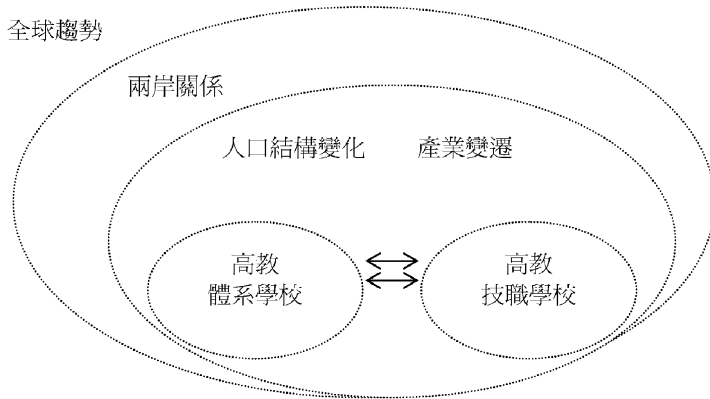 全球趨勢
兩岸關係
人口結構變化 產業變遷
高教
體系學校
高教
技職學校